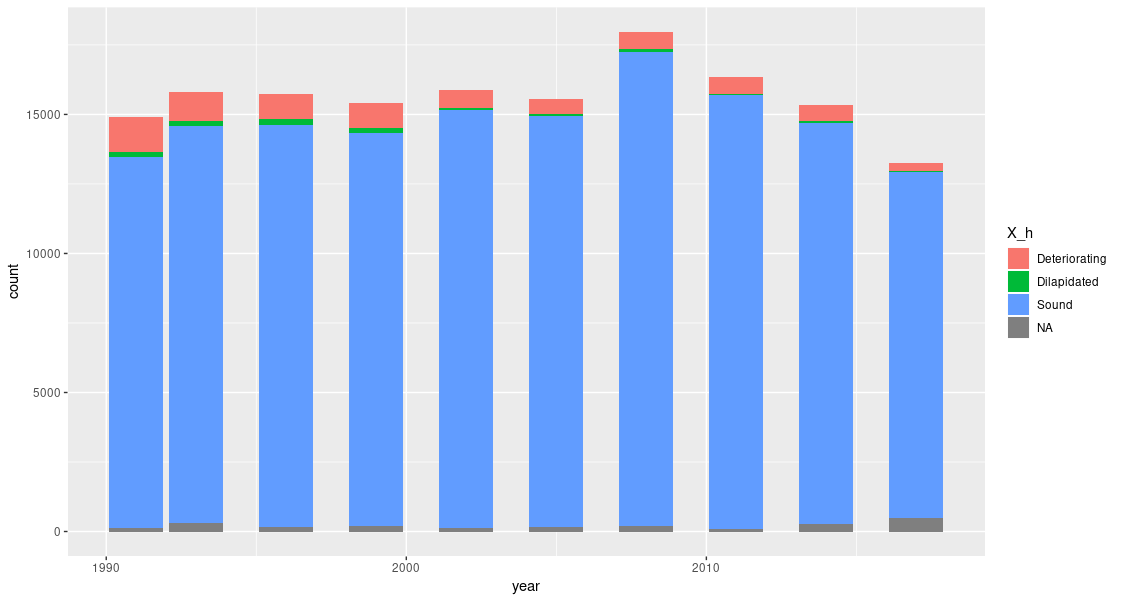 15000
10000
5000
0
count
1990
2000
2010
year
X_h
Deteriorating
Dilapidated
Sound
NA